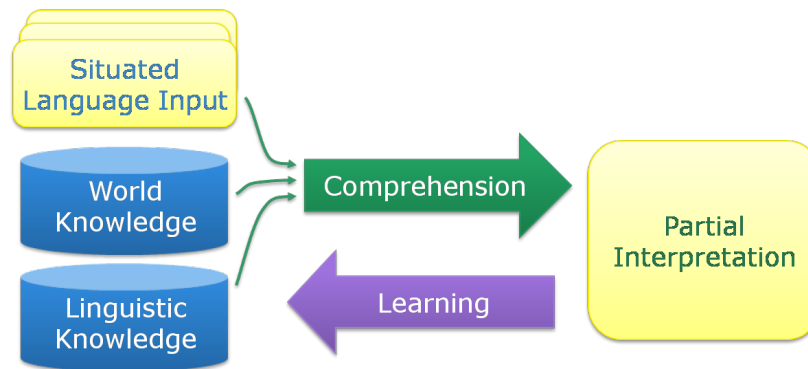 Situated
Language Input
World
Knowledge
Linguistic
Knowledge
Comprehension
Learning
Partial
Interpretation